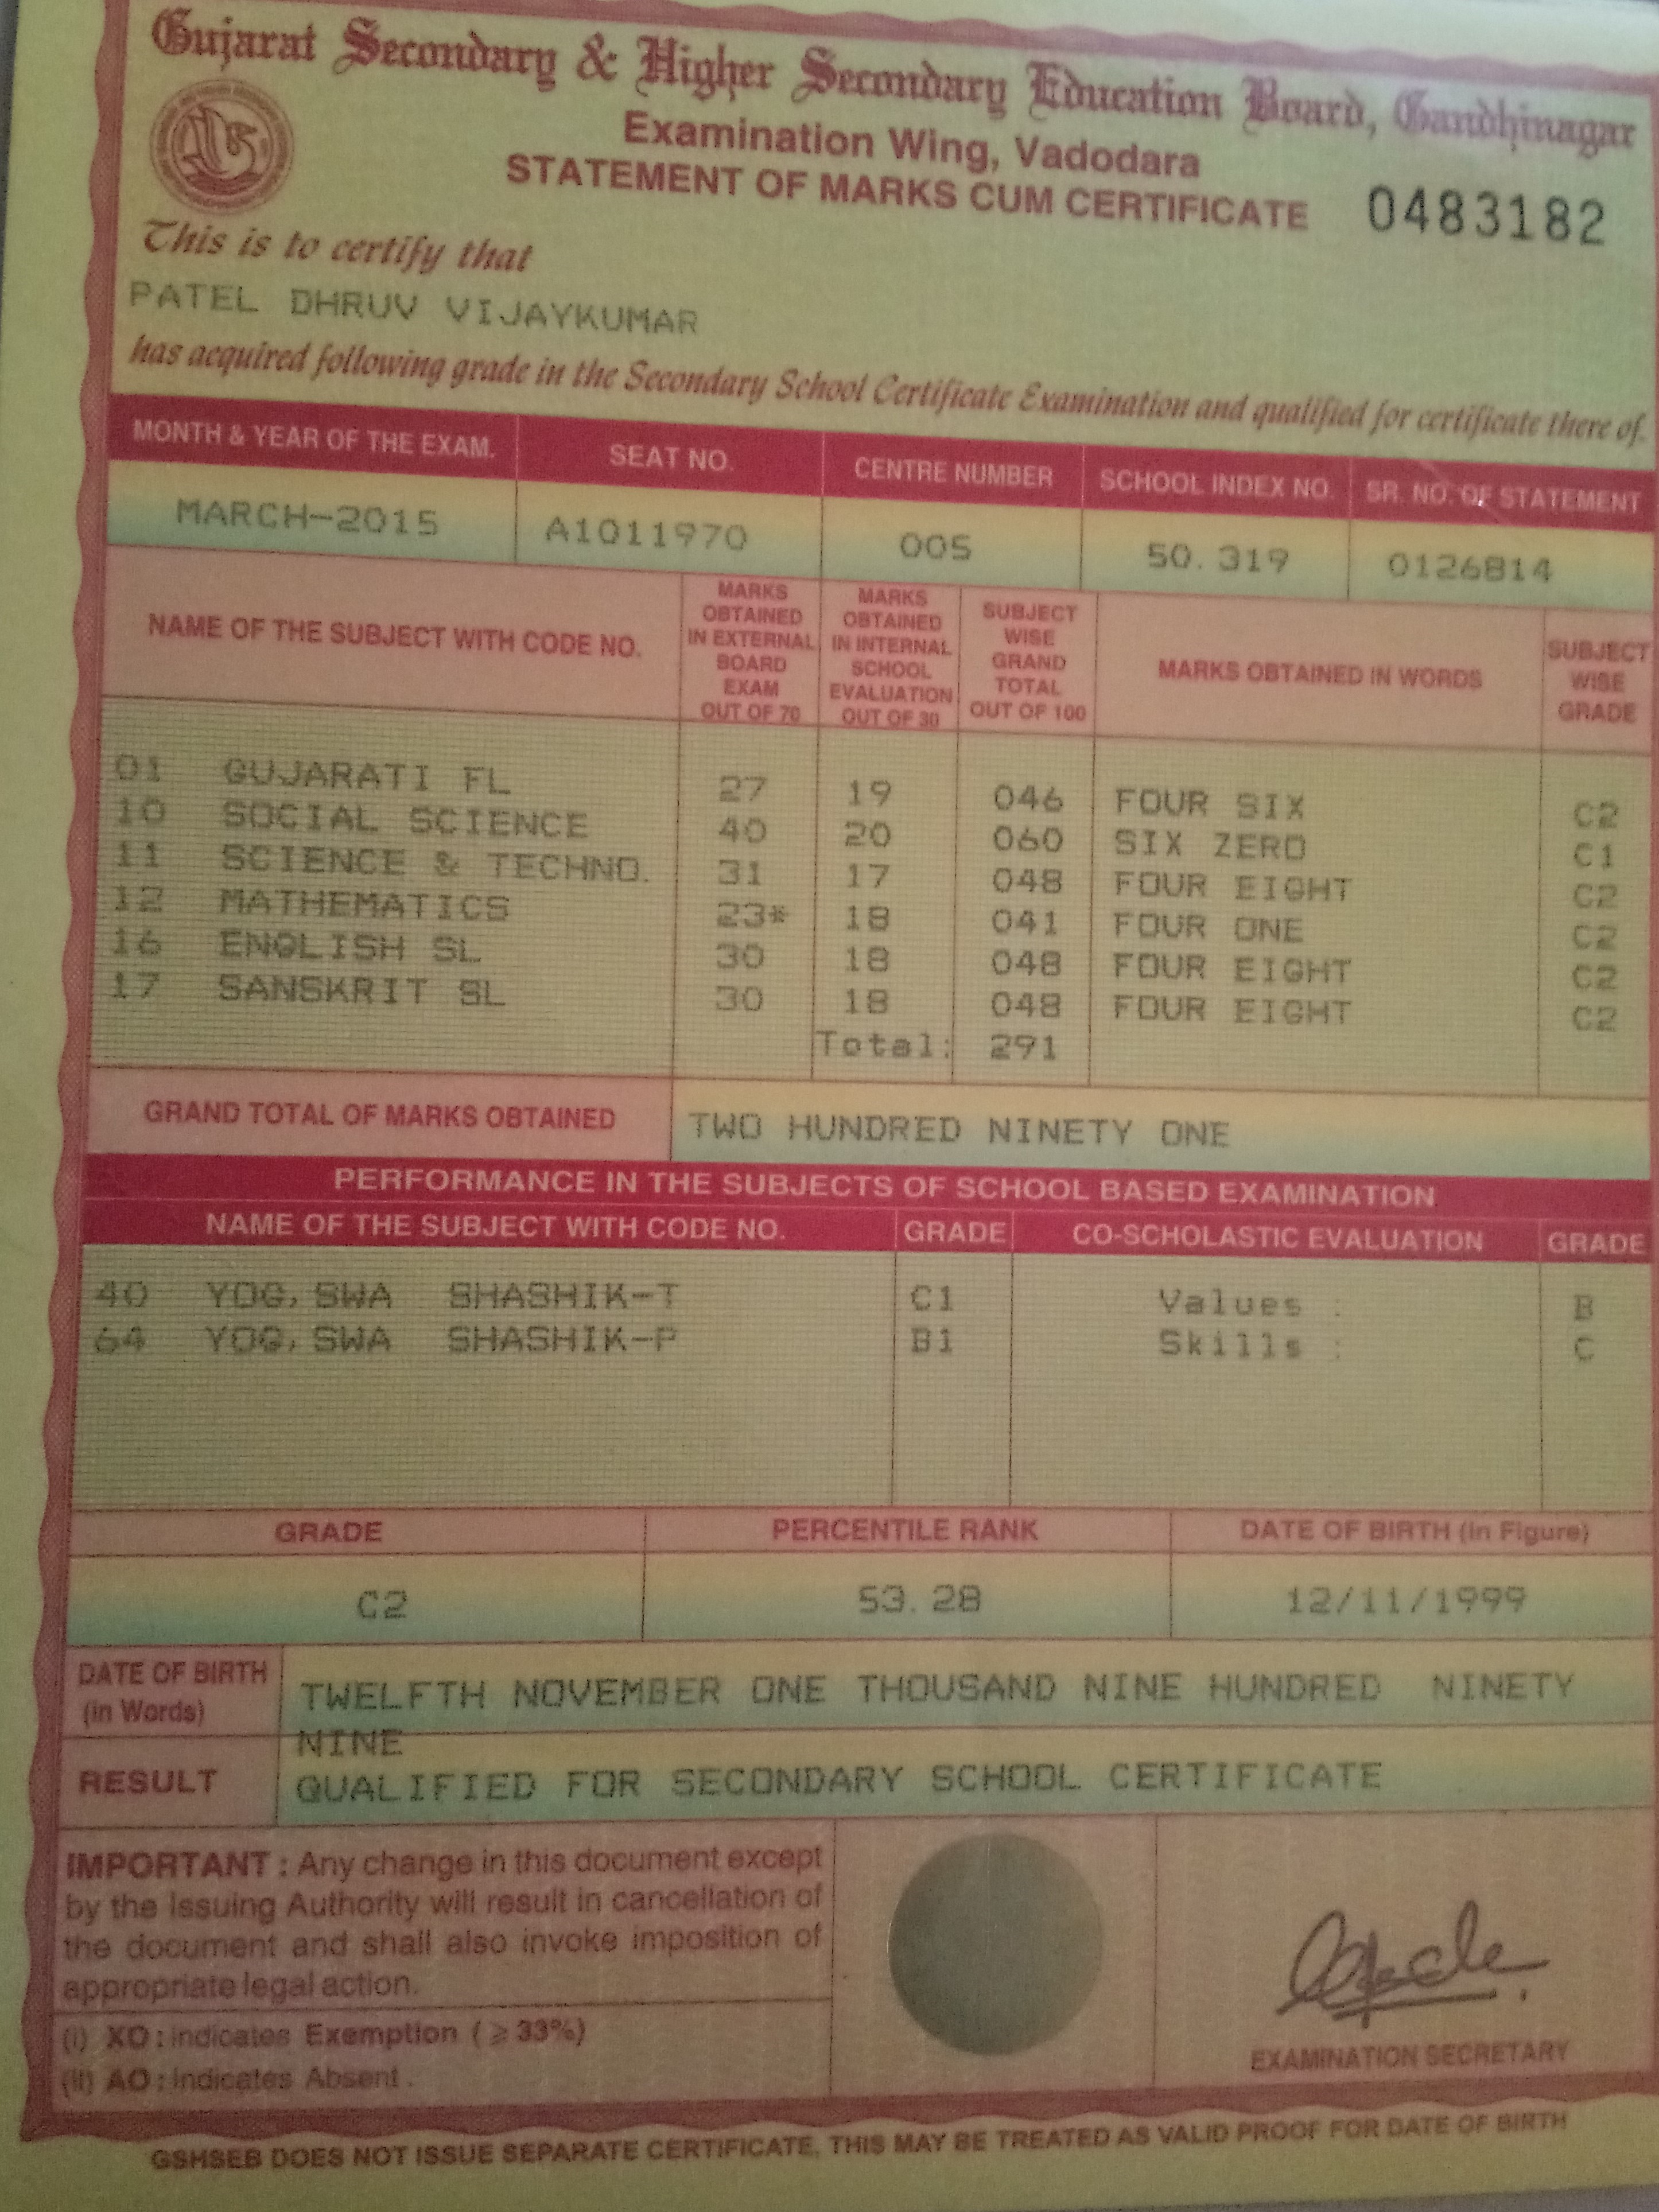 Gujarat Secondary & Higher Secondary Education Board, Gandhinagar
Examination Wing, Vadodara
STATEMENT OF MARKS CUM CERTIFICATE 0483182
This is to certify that
PATEL DHRUV VIJAYKUMAR
has acquired following grade in the Secondary School Certificate Examination and qualified for certificate there of.
MONTH & YEAR OF THE EXAM. SEAT NO. CENTRE NUMBER SCHOOL INDEX NO. SR. NO. OF STATEMENT
MARCH-2015 A1011970 005 50.319 0126814
NAME OF THE SUBJECT WITH CODE NO. MARKS OBTAINED IN EXTERNAL BOARD EXAM OUT OF 70 MARKS OBTAINED IN INTERNAL SCHOOL EVALUATION OUT OF 30 SUBJECT WISE GRAND TOTAL OUT OF 100 MARKS OBTAINED IN WORDS SUBJECT WISE GRADE
01 GUJARATI FL 27 19 046 FOUR SIX C2
10 SOCIAL SCIENCE 40 20 060 SIX ZERO C1
11 SCIENCE & TECHNO. 31 17 048 FOUR EIGHT C2
12 MATHEMATICS 23* 18 041 FOUR ONE C2
16 ENGLISH SL 30 18 048 FOUR EIGHT C2
17 SANSKRIT SL 30 18 048 FOUR EIGHT C2
Total: 291
GRAND TOTAL OF MARKS OBTAINED TWO HUNDRED NINETY ONE
PERFORMANCE IN THE SUBJECTS OF SCHOOL BASED EXAMINATION
NAME OF THE SUBJECT WITH CODE NO. GRADE CO-SCHOLASTIC EVALUATION GRADE
40 YOG, SWA SHASHIK-T C1 Values : B
64 YOG, SWA SHASHIK-P B1 Skills : C
GRADE PERCENTILE RANK DATE OF BIRTH (In Figure)
C2 53.28 12/11/1999
DATE OF BIRTH (in Words) TWELFTH NOVEMBER ONE THOUSAND NINE HUNDRED NINETY
NINE
RESULT QUALIFIED FOR SECONDARY SCHOOL CERTIFICATE
IMPORTANT : Any change in this document except
by the Issuing Authority will result in cancellation of
the document and shall also invoke imposition of
appropriate legal action.
(i) XO : indicates Exemption ( ≥ 33%)
(ii) AO : Indicates Absent.
EXAMINATION SECRETARY
GSHSEB DOES NOT ISSUE SEPARATE CERTIFICATE, THIS MAY BE TREATED AS VALID PROOF FOR DATE OF BIRTH